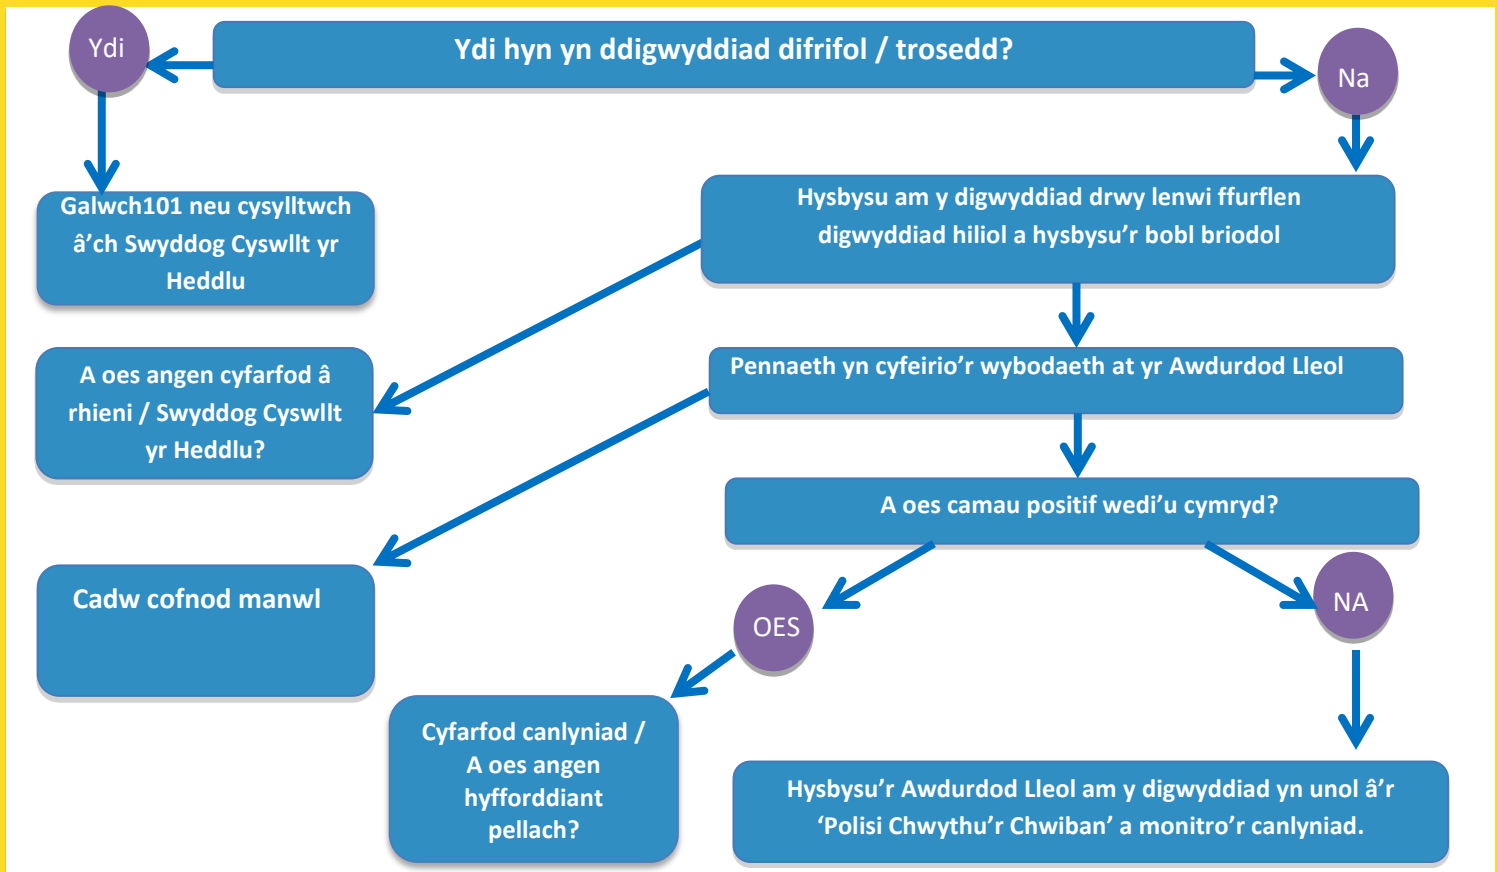 Ydi
Ydi hyn yn ddigwyddiad difrifol / trosedd?
Na
Galwch101 neu cysylltwch
â’ch Swyddog Cyswllt yr
Heddlu
Hysbysu am y digwyddiad drwy lenwi ffurflen
digwyddiad hiliol a hysbysu’r bobl briodol
A oes angen cyfarfod â
rhieni / Swyddog Cyswllt
yr Heddlu?
Pennaeth yn cyfeirio’r wybodaeth at yr Awdurdod Lleol
A oes camau positif wedi’u cymryd?
Cadw cofnod manwl
OES
NA
Cyfarfod canlyniad /
A oes angen
hyfforddiant
pellach?
Hysbysu’r Awdurdod Lleol am y digwyddiad yn unol â’r
‘Polisi Chwythu’r Chwiban’ a monitro’r canlyniad.